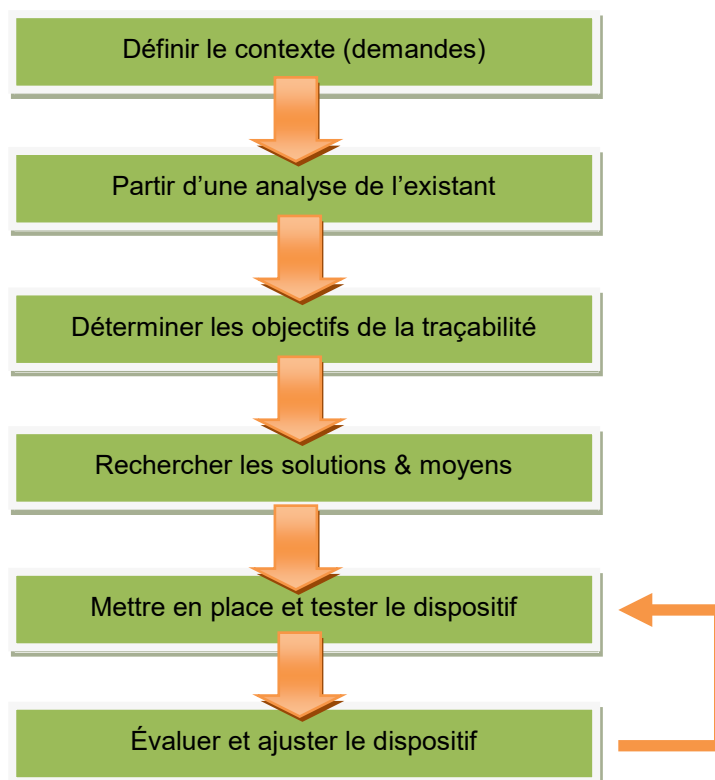 Définir le contexte (demandes)
Partir d’une analyse de l’existant
Déterminer les objectifs de la traçabilité
Rechercher les solutions & moyens
Mettre en place et tester le dispositif
Évaluer et ajuster le dispositif